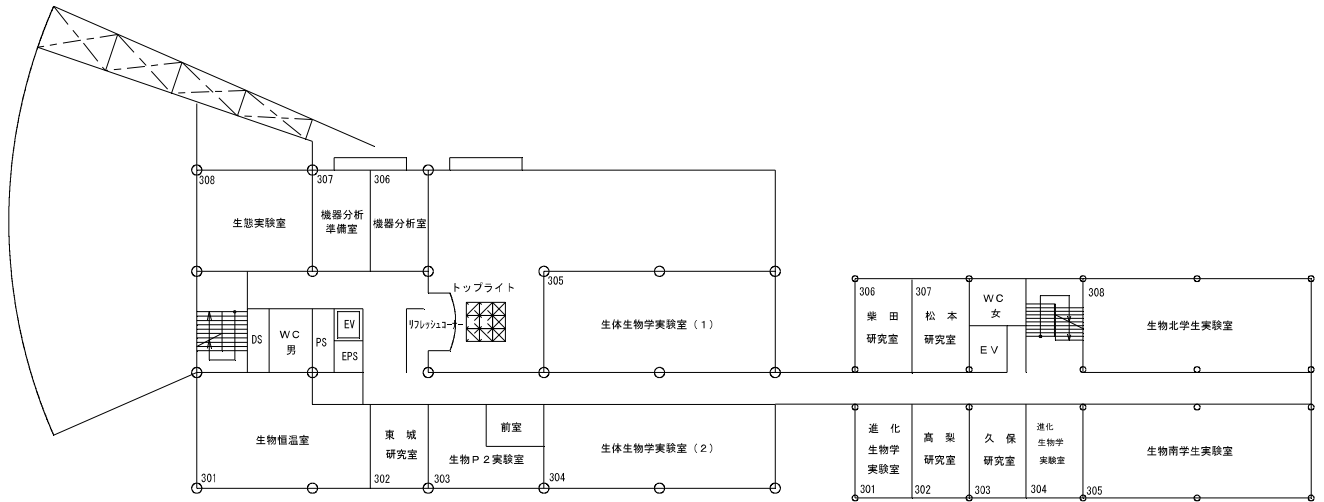 308
307
306
生態実験室
機器分析
準備室
機器分析室
305
トップライト
リフレッシュコーナー
生体生物学実験室（1）
DS
WC
男
PS
EV
EPS
生物恒温室
301
東　城
研究室
302
前室
生物Ｐ２実験室
303
304
生体生物学実験室（2）
306
柴　田
研究室
307
松　本
研究室
WC
女
EV
308
生物北学生実験室
進　化
生物学
実験室
301
高　梨
研究室
302
久　保
研究室
303
進化
生物学
実験室
304
生物南学生実験室
305